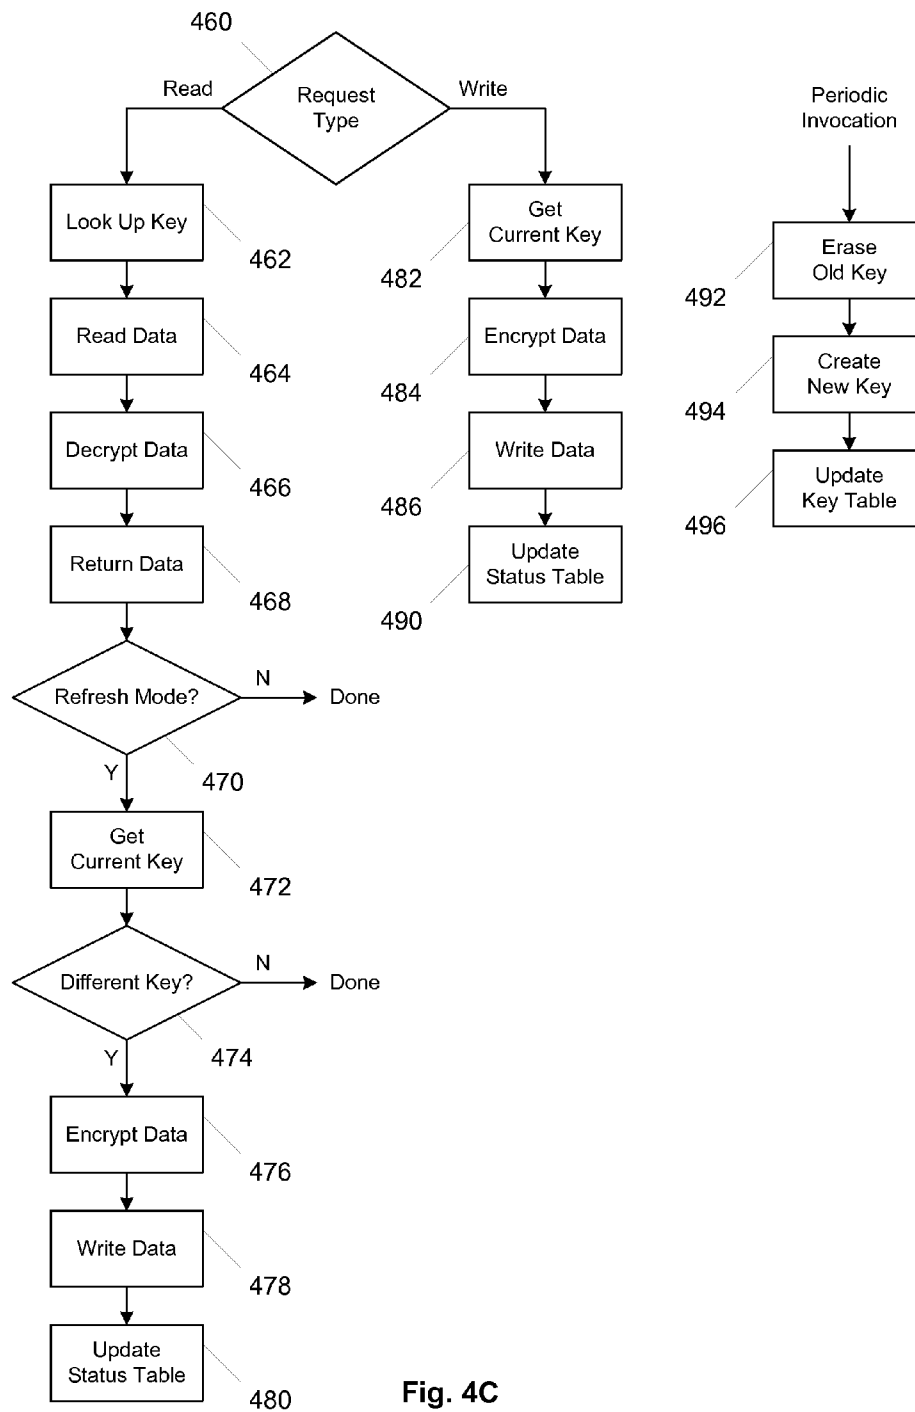 460
Read
Request
Type
Write
Look Up Key
462
Read Data
464
Decrypt Data
466
Return Data
468
Refresh Mode?
N
Done
Y
470
Get
Current Key
472
Different Key?
N
Done
Y
474
Encrypt Data
476
Write Data
478
Update
Status Table
480
Get
Current Key
482
Encrypt Data
484
Write Data
486
Update
Status Table
490
Periodic
Invocation
Erase
Old Key
492
Create
New Key
494
Update
Key Table
496
Fig. 4C